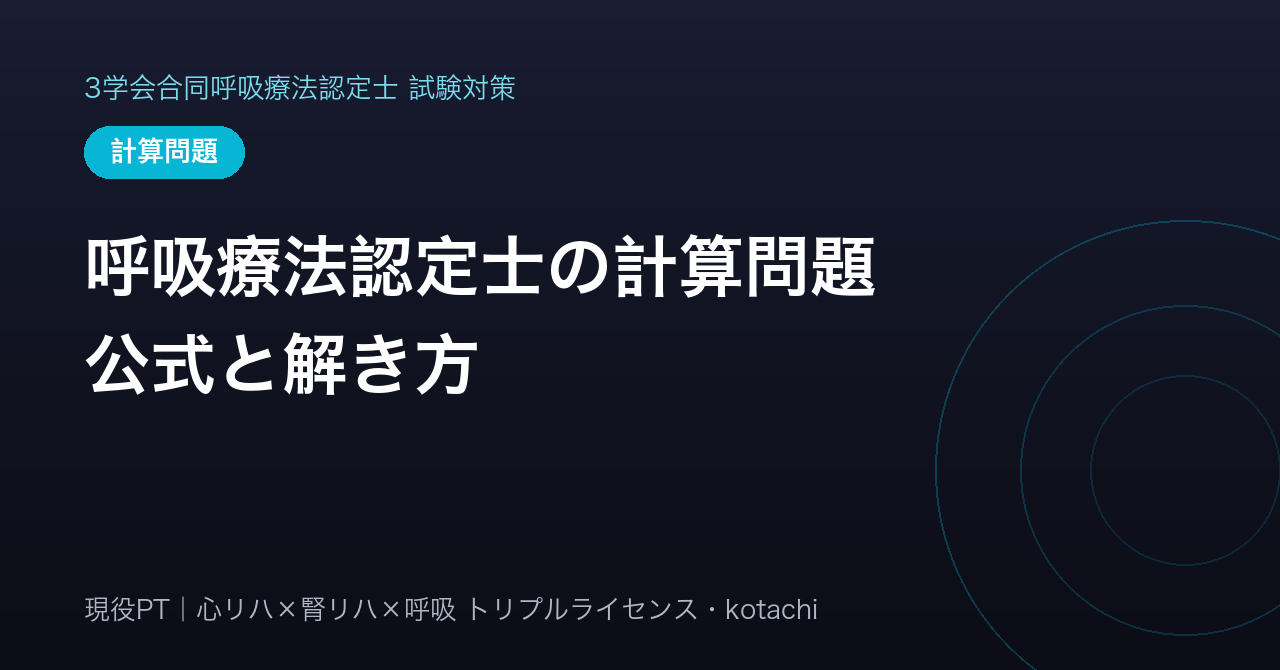 3学会合同呼吸療法認定士 試験対策
計算問題
呼吸療法認定士の計算問題
公式と解き方
現役PT｜心リハ×腎リハ×呼吸 トリプルライセンス・kotachi